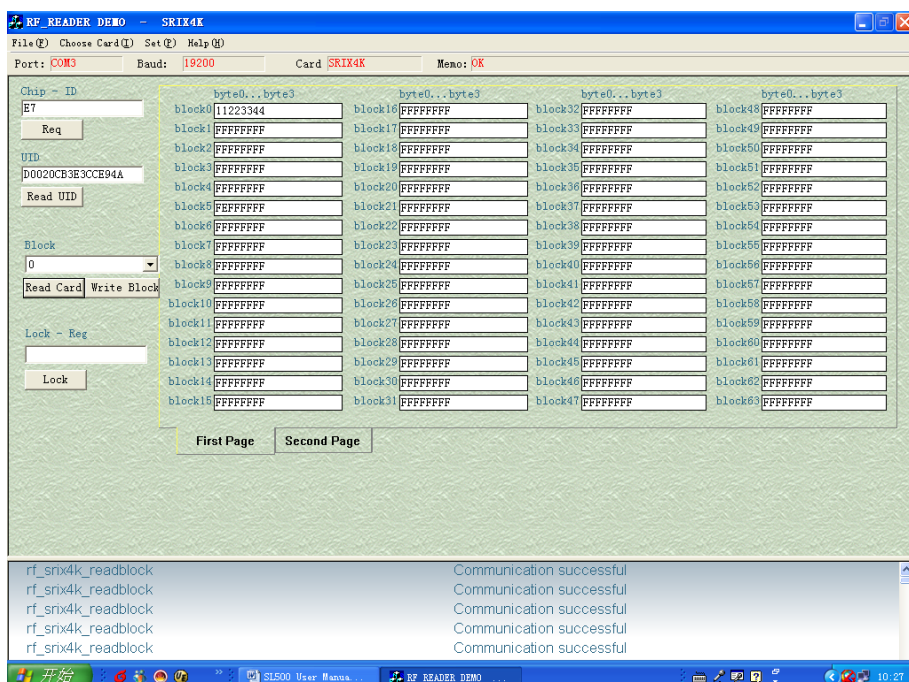 RF_READER DEMO - SRIX4K
File(F) Choose Card(I) Set(P) Help(H)
Port: COM3 Baud: 19200 Card SRIX4K Memo: OK
Chip - ID
E7
Req
UID
D0020CB3E3CCE94A
Read UID
Block
0
Read Card Write Block
Lock - Reg
Lock
byte0...byte3 byte0...byte3 byte0...byte3 byte0...byte3
block0 11223344 block16 FFFFFFFF block32 FFFFFFFF block48 FFFFFFFF
block1 FFFFFFFF block17 FFFFFFFF block33 FFFFFFFF block49 FFFFFFFF
block2 FFFFFFFF block18 FFFFFFFF block34 FFFFFFFF block50 FFFFFFFF
block3 FFFFFFFF block19 FFFFFFFF block35 FFFFFFFF block51 FFFFFFFF
block4 FFFFFFFF block20 FFFFFFFF block36 FFFFFFFF block52 FFFFFFFF
block5 FEFFFFFF block21 FFFFFFFF block37 FFFFFFFF block53 FFFFFFFF
block6 FFFFFFFF block22 FFFFFFFF block38 FFFFFFFF block54 FFFFFFFF
block7 FFFFFFFF block23 FFFFFFFF block39 FFFFFFFF block55 FFFFFFFF
block8 FFFFFFFF block24 FFFFFFFF block40 FFFFFFFF block56 FFFFFFFF
block9 FFFFFFFF block25 FFFFFFFF block41 FFFFFFFF block57 FFFFFFFF
block10 FFFFFFFF block26 FFFFFFFF block42 FFFFFFFF block58 FFFFFFFF
block11 FFFFFFFF block27 FFFFFFFF block43 FFFFFFFF block59 FFFFFFFF
block12 FFFFFFFF block28 FFFFFFFF block44 FFFFFFFF block60 FFFFFFFF
block13 FFFFFFFF block29 FFFFFFFF block45 FFFFFFFF block61 FFFFFFFF
block14 FFFFFFFF block30 FFFFFFFF block46 FFFFFFFF block62 FFFFFFFF
block15 FFFFFFFF block31 FFFFFFFF block47 FFFFFFFF block63 FFFFFFFF
First Page Second Page
rf_srix4k_readblock Communication successful
rf_srix4k_readblock Communication successful
rf_srix4k_readblock Communication successful
rf_srix4k_readblock Communication successful
rf_srix4k_readblock Communication successful
开始 SL500 User Manua... RF READER DEMO ... 10:27